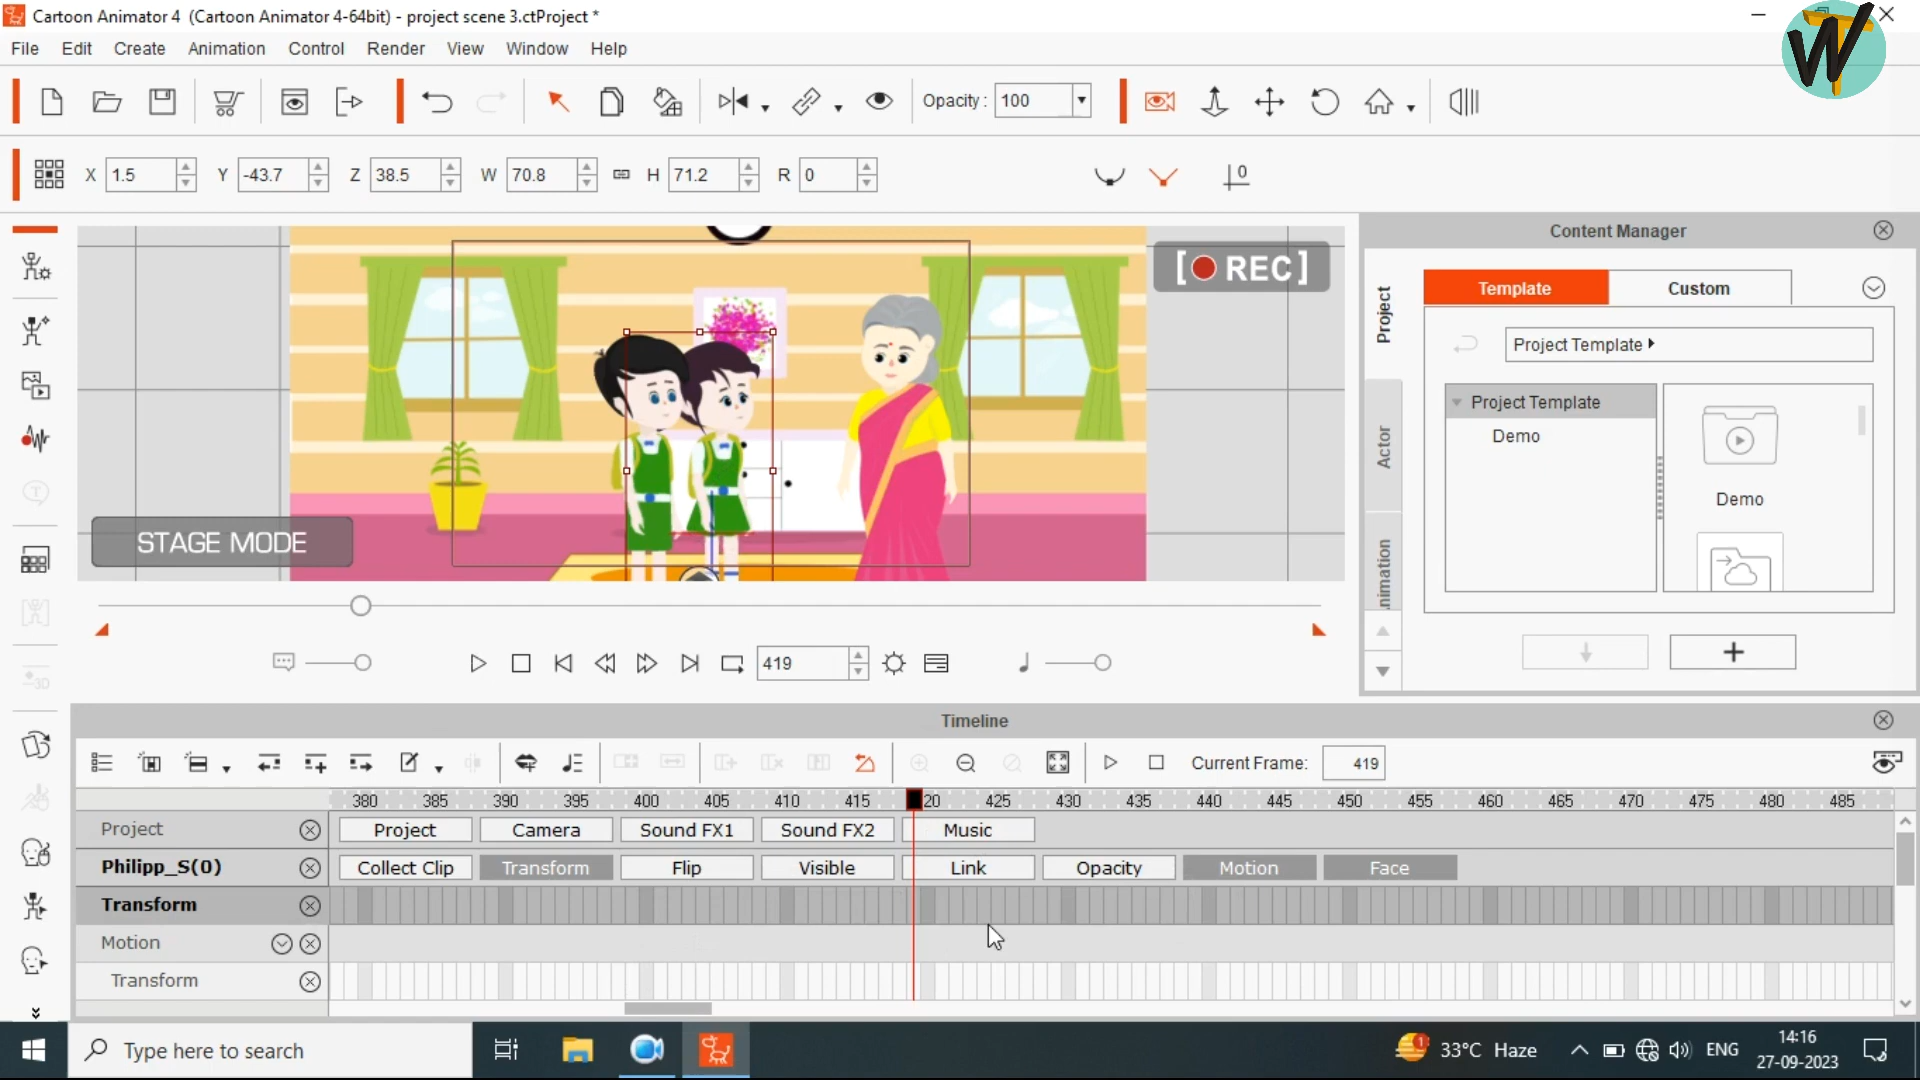 Cartoon Animator 4 (Cartoon Animator 4-64bit) - project scene 3.ctProject *
File Edit Create Animation Control Render View Window Help
Opacity : 100
X 1.5 Y -43.7 Z 38.5 W 70.8 H 71.2 R 0
0
Content Manager
[ REC ]
Template Custom
Project
Project Template
Project Template
Demo
Demo
Actor
nimation
STAGE MODE
3D
419
Timeline
Current Frame: 419
380 385 390 395 400 405 410 415 20 425 430 435 440 445 450 455 460 465 470 475 480 485
Project Project Camera Sound FX1 Sound FX2 Music
Philipp_S(0) Collect Clip Transform Flip Visible Link Opacity Motion Face
Transform
Motion
Transform
Type here to search
1 33°C Haze ENG 14:16
27-09-2023
WT